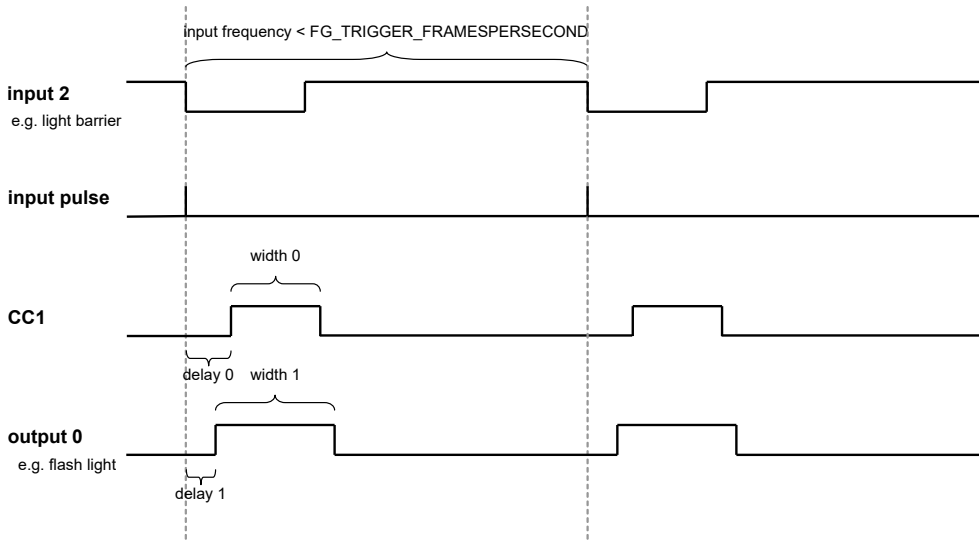 input frequency < FG_TRIGGER_FRAMESPERSECOND
input 2
e.g. light barrier
input pulse
width 0
CC1
delay 0
width 1
output 0
e.g. flash light
delay 1